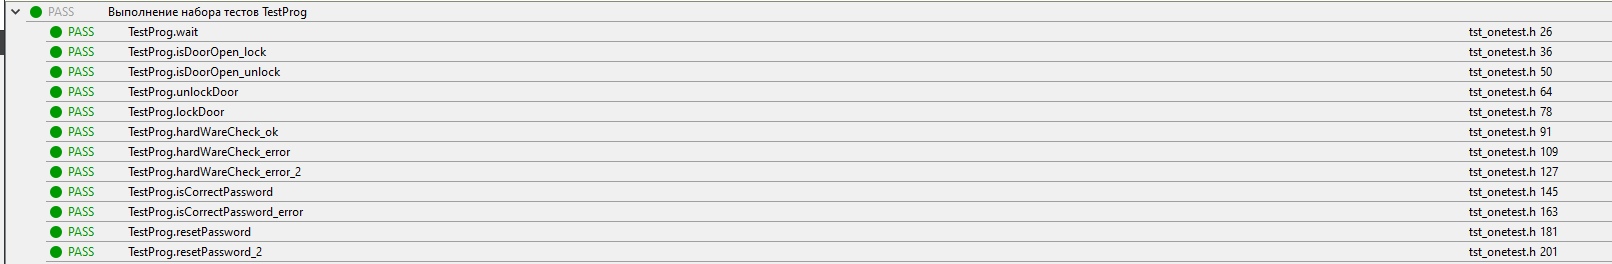 PASS Выполнение набора тестов TestProg
PASS TestProg.wait tst_onetest.h 26
PASS TestProg.isDoorOpen_lock tst_onetest.h 36
PASS TestProg.isDoorOpen_unlock tst_onetest.h 50
PASS TestProg.unlockDoor tst_onetest.h 64
PASS TestProg.lockDoor tst_onetest.h 78
PASS TestProg.hardWareCheck_ok tst_onetest.h 91
PASS TestProg.hardWareCheck_error tst_onetest.h 109
PASS TestProg.hardWareCheck_error_2 tst_onetest.h 127
PASS TestProg.isCorrectPassword tst_onetest.h 145
PASS TestProg.isCorrectPassword_error tst_onetest.h 163
PASS TestProg.resetPassword tst_onetest.h 181
PASS TestProg.resetPassword_2 tst_onetest.h 201